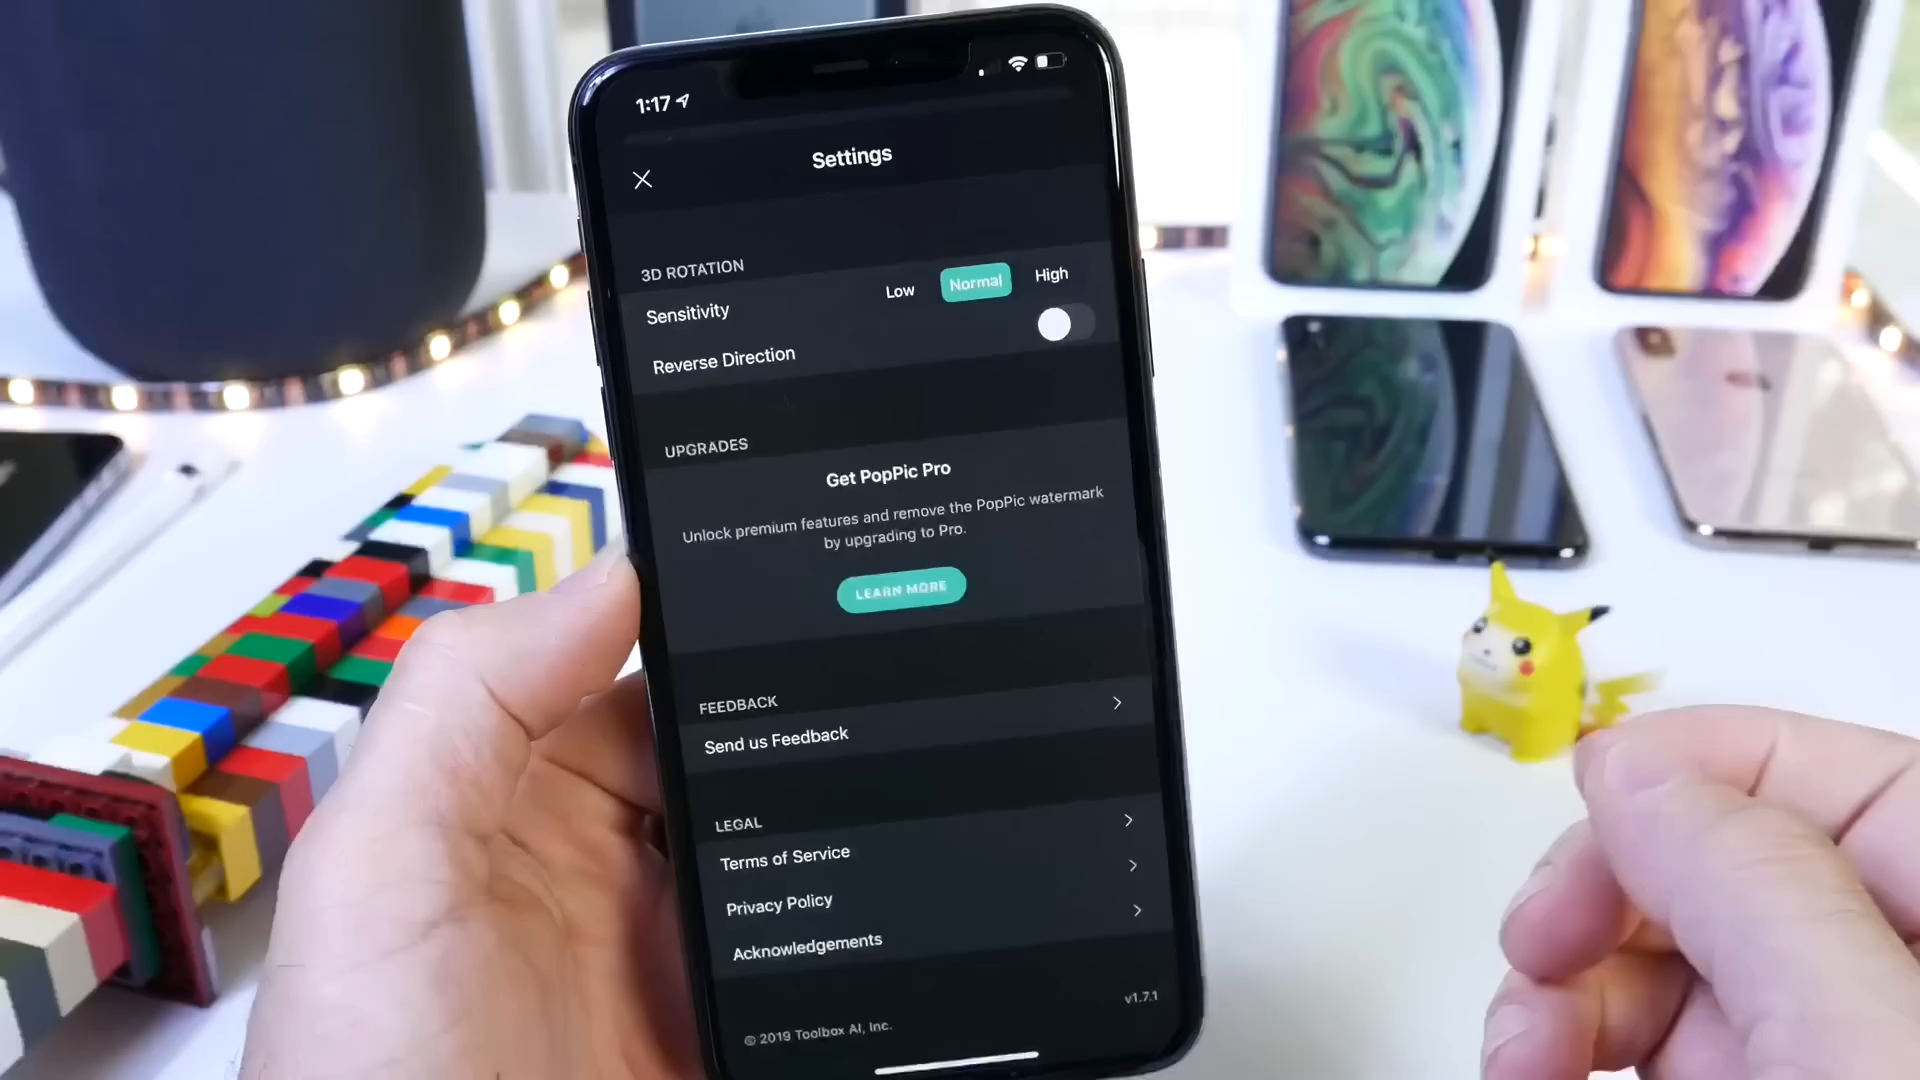 1:17
Settings
3D ROTATION
Sensitivity Low Normal High
Reverse Direction
UPGRADES
Get PopPic Pro
Unlock premium features and remove the PopPic watermark
by upgrading to Pro.
LEARN MORE
FEEDBACK
Send us Feedback
LEGAL
Terms of Service
Privacy Policy
Acknowledgements
v1.7.1
© 2019 Toolbox AI, Inc.